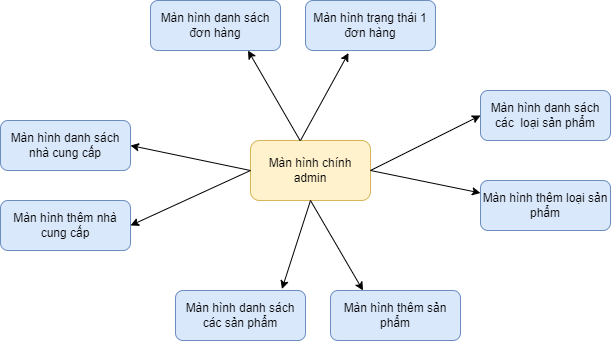 Màn hình danh sách
đơn hàng
Màn hình trạng thái 1
đơn hàng
Màn hình danh sách
các loại sản phẩm
Màn hình danh sách
nhà cung cấp
Màn hình chính
admin
Màn hình thêm loại sản
phẩm
Màn hình thêm nhà
cung cấp
Màn hình danh sách
các sản phẩm
Màn hình thêm sản
phẩm